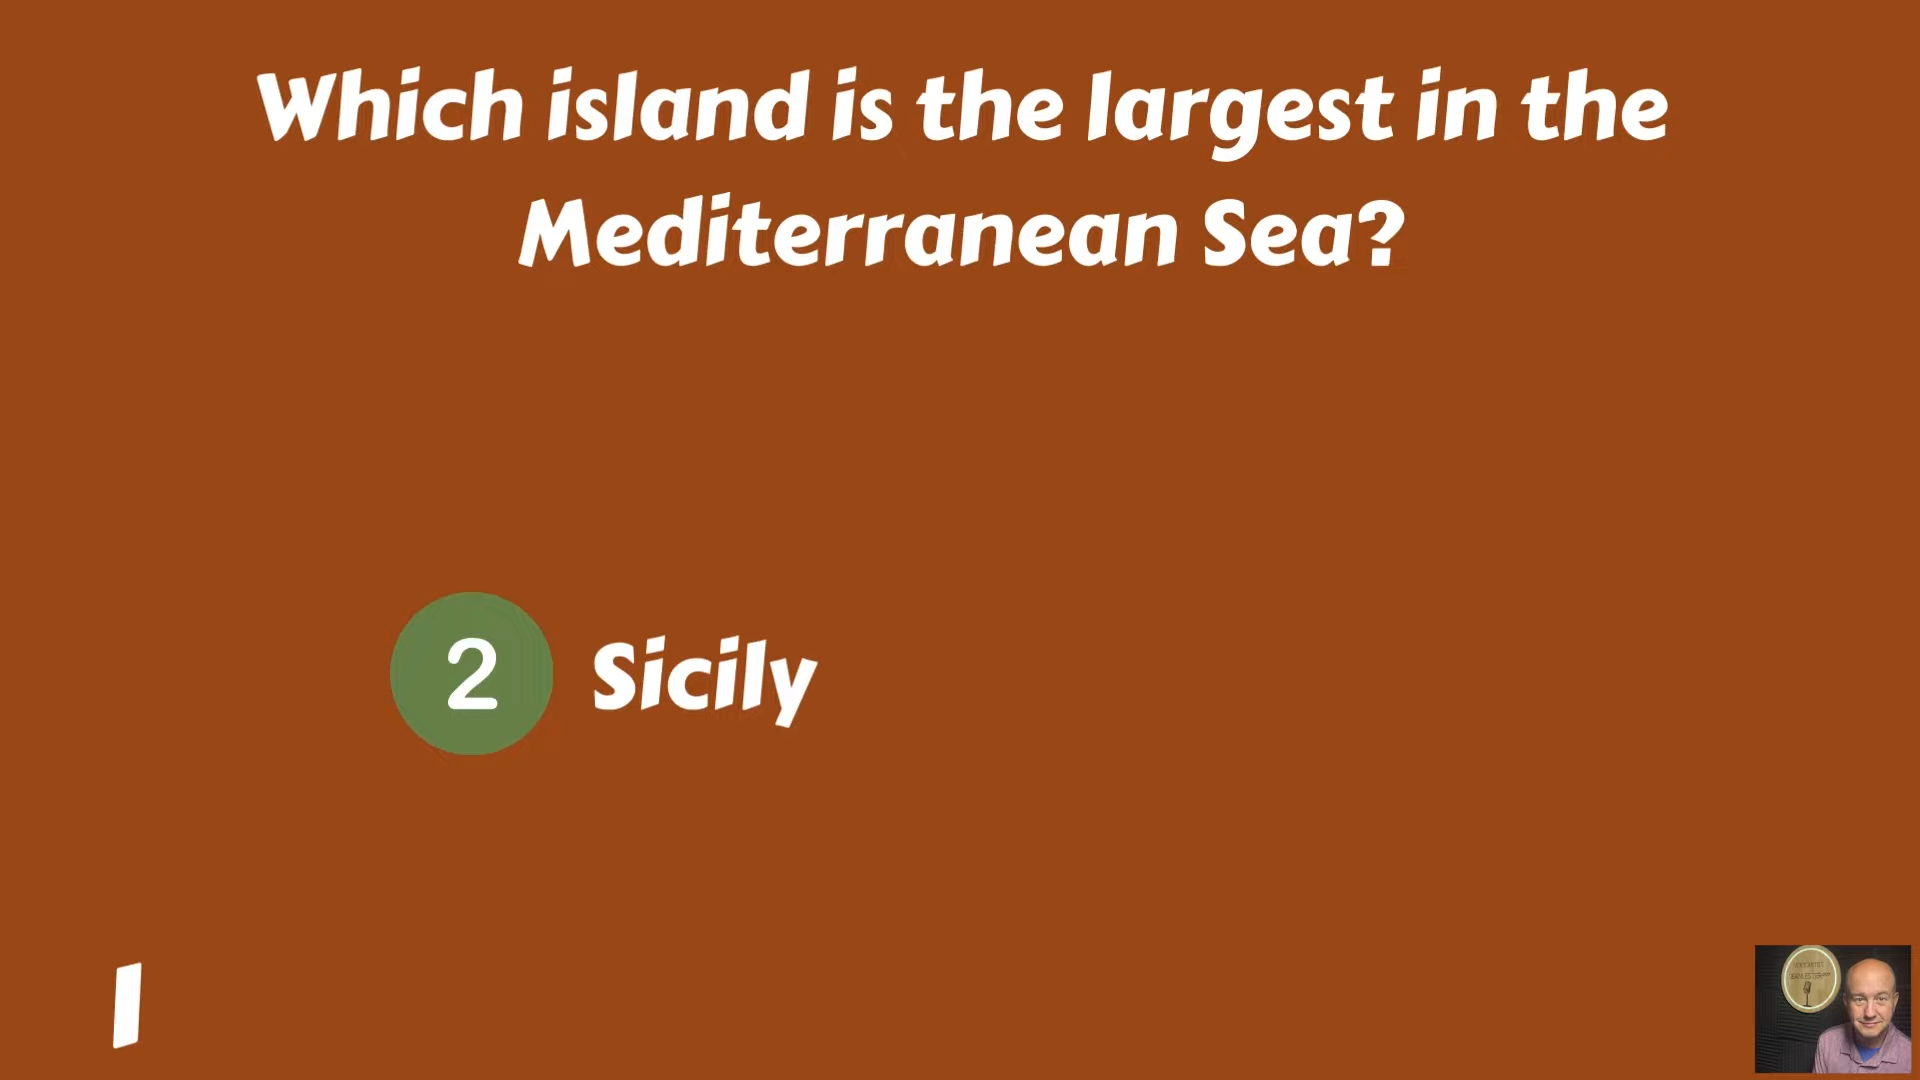 Which island is the largest in the
Mediterranean Sea?
2 Sicily
1